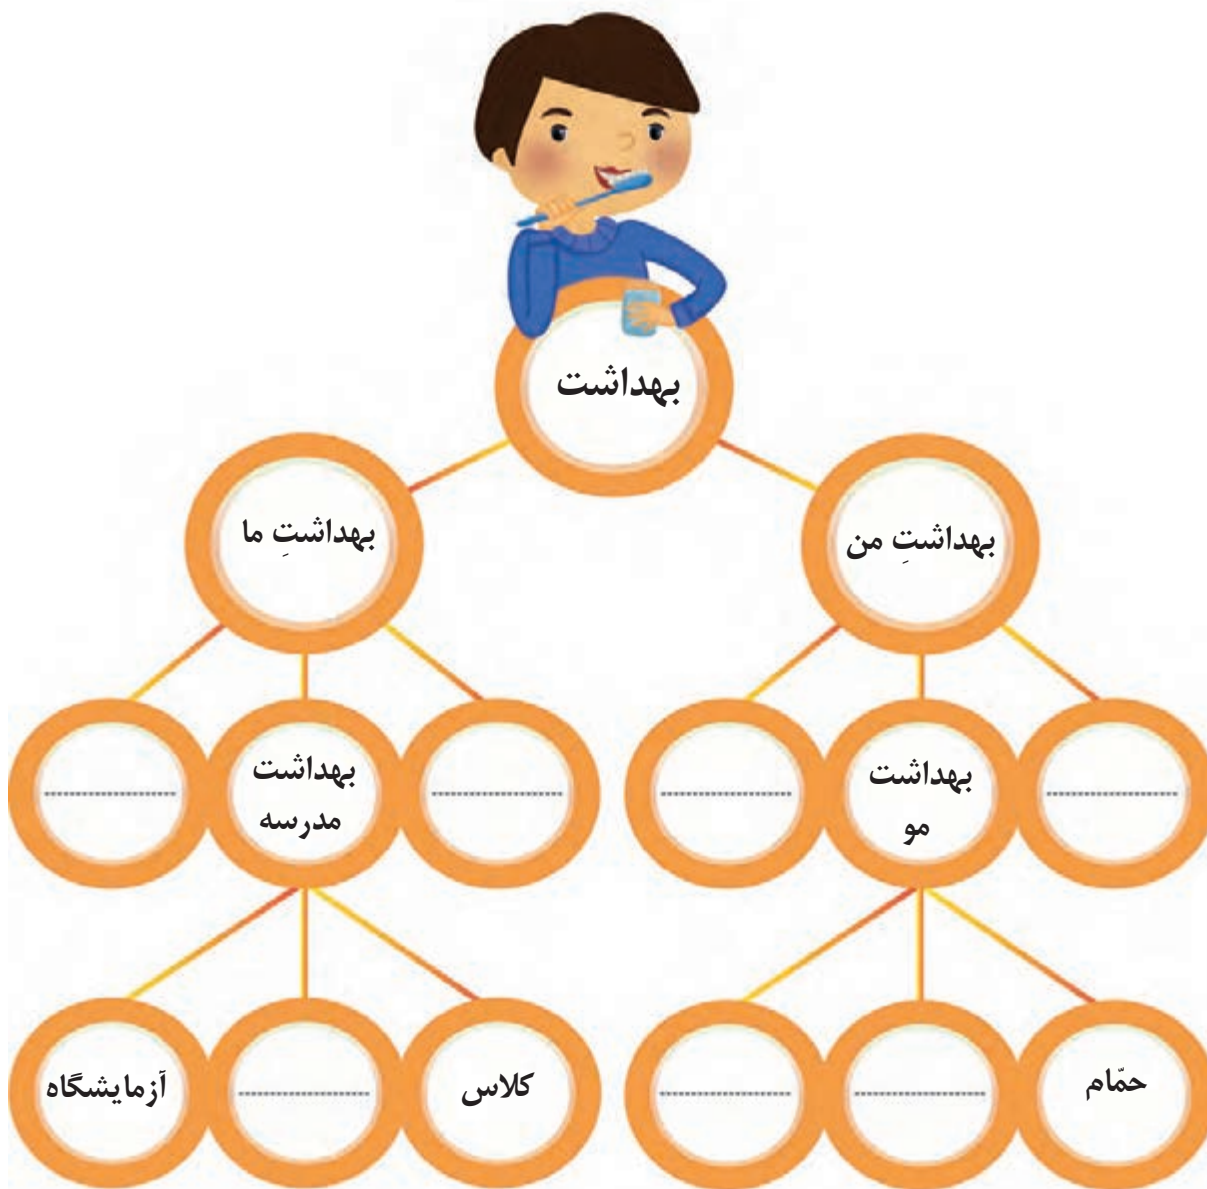 بهداشت
بهداشتِ من
بهداشتِ ما
بهداشت
مو
بهداشت
مدرسه
حمّام
کلاس
آزمایشگاه